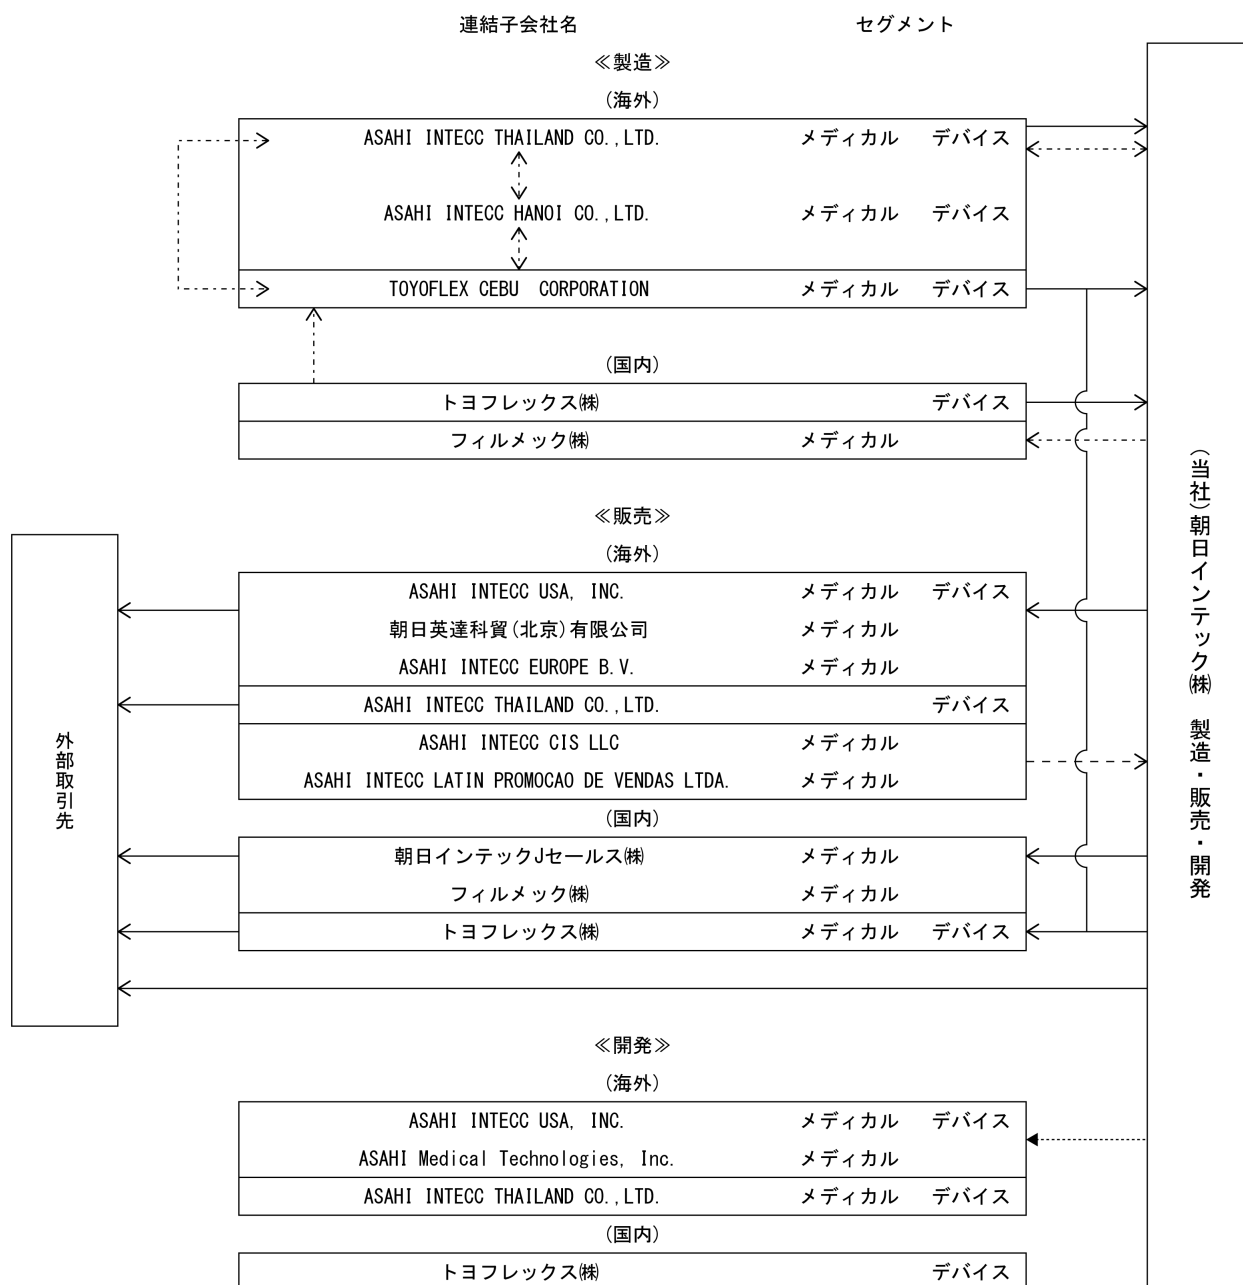 連結子会社名 セグメント
≪製造≫
(海外)
ASAHI INTECC THAILAND CO.,LTD. メディカル デバイス
ASAHI INTECC HANOI CO.,LTD. メディカル デバイス
TOYOFLEX CEBU CORPORATION メディカル デバイス
(国内)
トヨフレックス㈱ デバイス
フィルメック㈱ メディカル
≪販売≫
(海外)
ASAHI INTECC USA, INC. メディカル デバイス
朝日英達科貿(北京)有限公司 メディカル
ASAHI INTECC EUROPE B.V. メディカル
ASAHI INTECC THAILAND CO.,LTD. デバイス
ASAHI INTECC CIS LLC メディカル
ASAHI INTECC LATIN PROMOCAO DE VENDAS LTDA. メディカル
(国内)
朝日インテックJセールス㈱ メディカル
フィルメック㈱ メディカル
トヨフレックス㈱ メディカル デバイス
≪開発≫
(海外)
ASAHI INTECC USA, INC. メディカル デバイス
ASAHI Medical Technologies, Inc. メディカル
ASAHI INTECC THAILAND CO.,LTD. メディカル デバイス
(国内)
トヨフレックス㈱ デバイス
外部取引先
(当社)朝日インテック㈱ 製造・販売・開発